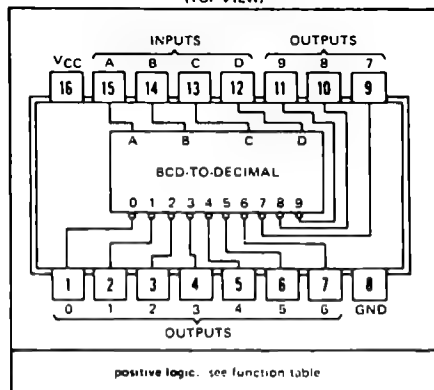 (TOP VIEW)
INPUTS OUTPUTS
VCC A B C D 9 8 7
16 15 14 13 12 11 10 9
A B C D
BCD-TO-DECIMAL
0 1 2 3 4 5 6 7 8 9
1 2 3 4 5 6 7 8
0 1 2 3 4 5 6 GND
OUTPUTS
positive logic. see function table